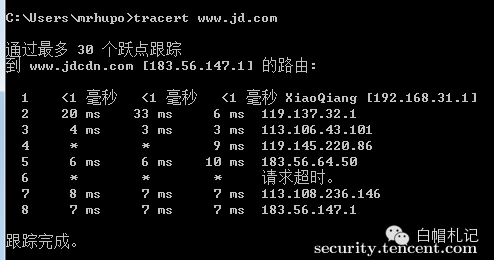 C:\Users\mrhupo>tracert www.jd.com
通过最多 30 个跃点跟踪
到 www.jdcdn.com [183.56.147.1] 的路由:
1 <1 毫秒 <1 毫秒 <1 毫秒 XiaoQiang [192.168.31.1]
2 20 ms 33 ms 6 ms 119.137.32.1
3 4 ms 3 ms 3 ms 113.106.43.101
4 * * 9 ms 119.145.220.86
5 6 ms 6 ms 10 ms 183.56.64.50
6 * * * 请求超时。
7 8 ms 7 ms 7 ms 113.108.236.146
8 7 ms 7 ms 7 ms 183.56.147.1
跟踪完成。
白帽札记
security.tencent.com